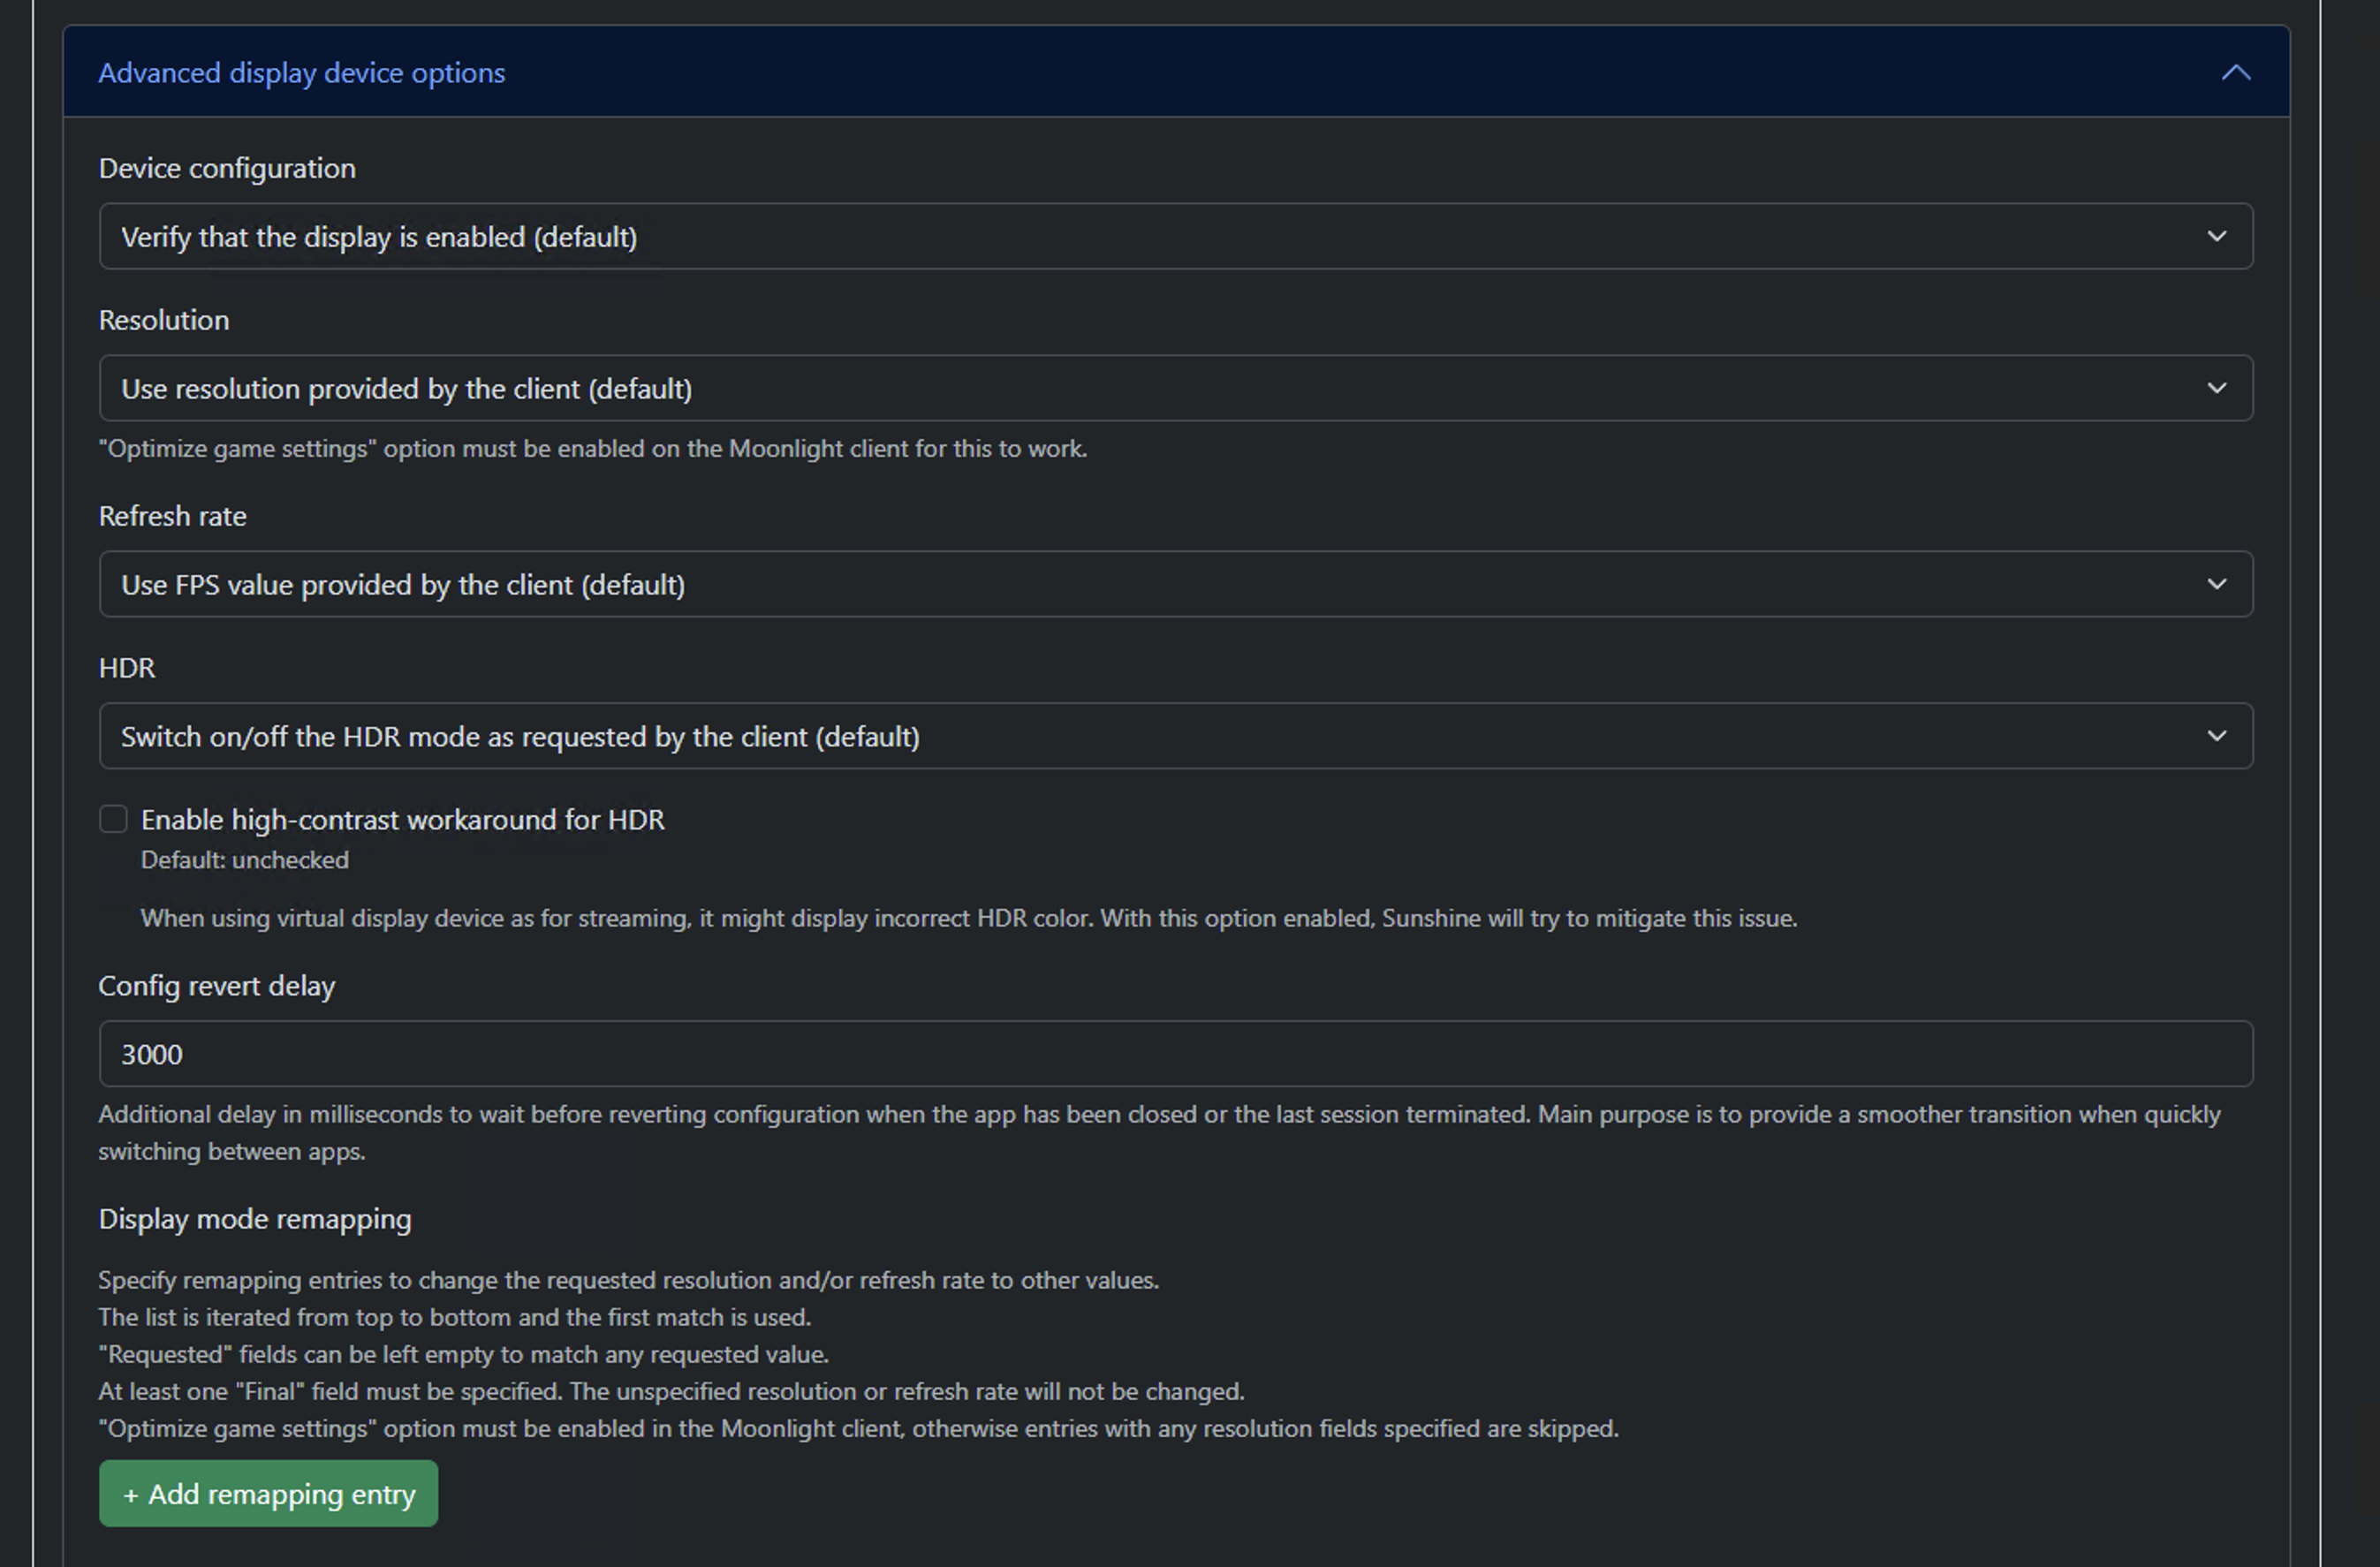 Advanced display device options
Device configuration
Verify that the display is enabled (default)
Resolution
Use resolution provided by the client (default)
"Optimize game settings" option must be enabled on the Moonlight client for this to work.
Refresh rate
Use FPS value provided by the client (default)
HDR
Switch on/off the HDR mode as requested by the client (default)
Enable high-contrast workaround for HDR
Default: unchecked
When using virtual display device as for streaming, it might display incorrect HDR color. With this option enabled, Sunshine will try to mitigate this issue.
Config revert delay
3000
Additional delay in milliseconds to wait before reverting configuration when the app has been closed or the last session terminated. Main purpose is to provide a smoother transition when quickly
switching between apps.
Display mode remapping
Specify remapping entries to change the requested resolution and/or refresh rate to other values.
The list is iterated from top to bottom and the first match is used.
"Requested" fields can be left empty to match any requested value.
At least one "Final" field must be specified. The unspecified resolution or refresh rate will not be changed.
"Optimize game settings" option must be enabled in the Moonlight client, otherwise entries with any resolution fields specified are skipped.
+ Add remapping entry